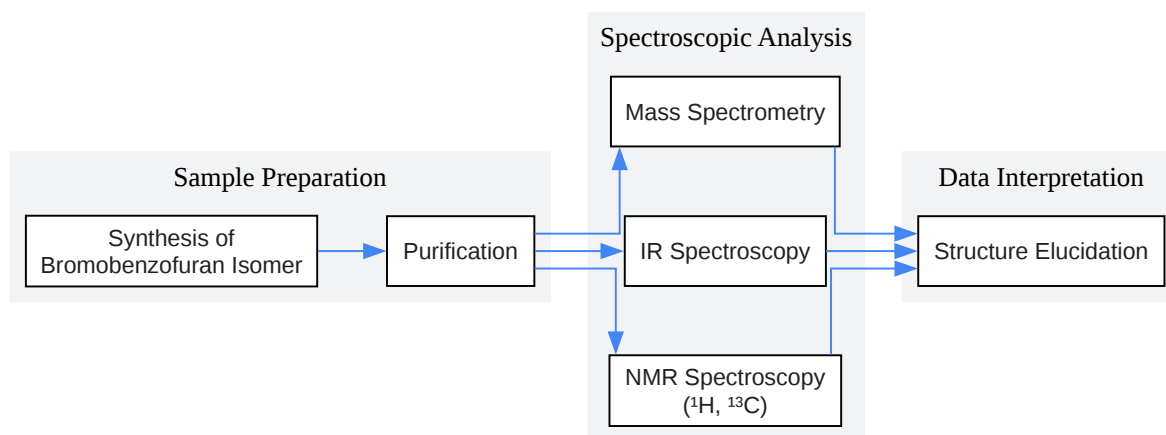 Sample Preparation
Synthesis of
Bromobenzofuran Isomer
Purification
Spectroscopic Analysis
Mass Spectrometry
IR Spectroscopy
NMR Spectroscopy
(¹H, ¹³C)
Data Interpretation
Structure Elucidation